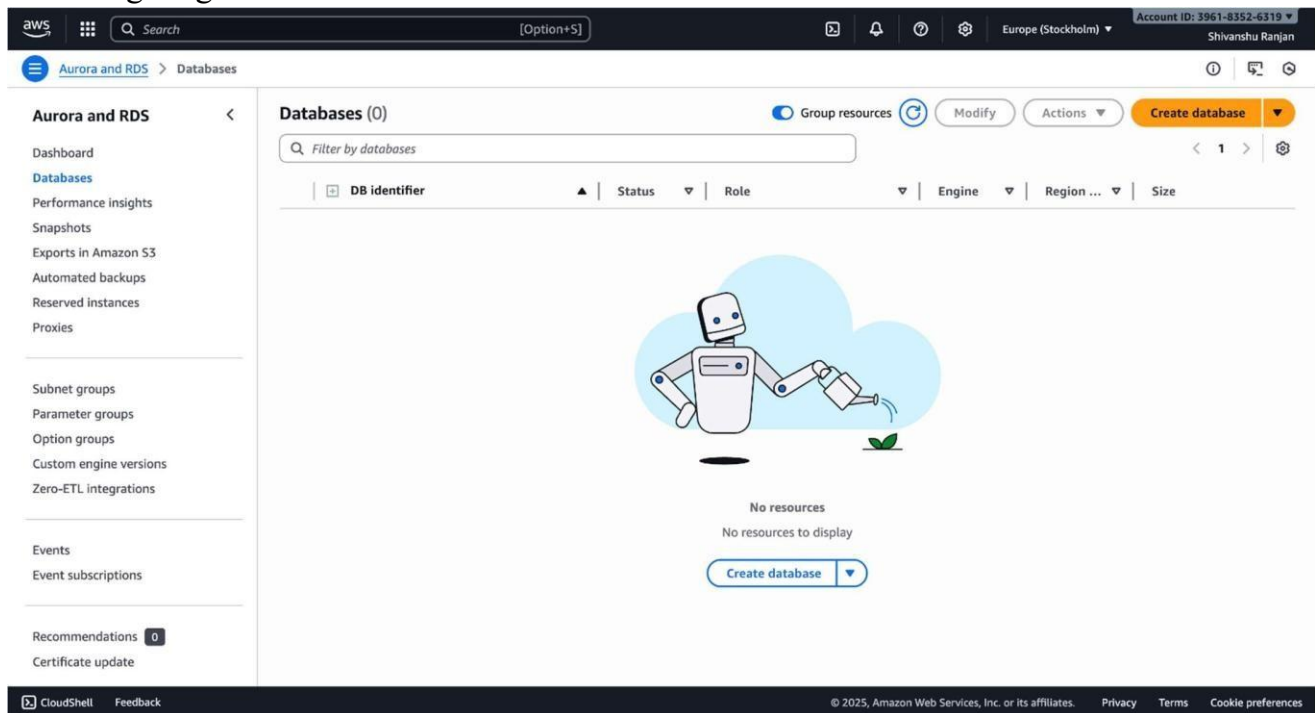 aws Search [Option+S] Europe (Stockholm) Account ID: 3961-8352-6319
Shivanshu Ranjan
Aurora and RDS > Databases
Aurora and RDS
Dashboard
Databases
Performance insights
Snapshots
Exports in Amazon S3
Automated backups
Reserved instances
Proxies
Subnet groups
Parameter groups
Option groups
Custom engine versions
Zero-ETL integrations
Events
Event subscriptions
Recommendations 0
Certificate update
Databases (0) Group resources Modify Actions Create database
Filter by databases < 1 >
DB identifier Status Role Engine Region ... Size
No resources
No resources to display
Create database
CloudShell Feedback © 2025, Amazon Web Services, Inc. or its affiliates. Privacy Terms Cookie preferences